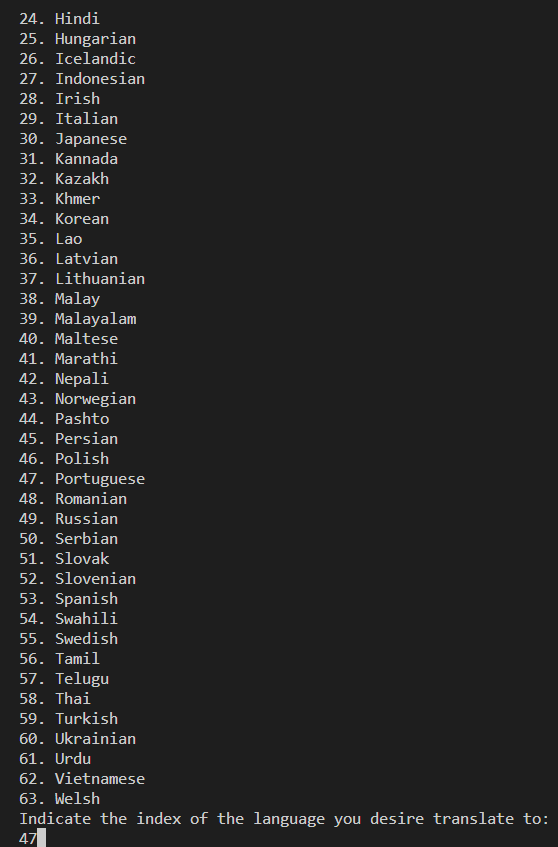 24. Hindi
25. Hungarian
26. Icelandic
27. Indonesian
28. Irish
29. Italian
30. Japanese
31. Kannada
32. Kazakh
33. Khmer
34. Korean
35. Lao
36. Latvian
37. Lithuanian
38. Malay
39. Malayalam
40. Maltese
41. Marathi
42. Nepali
43. Norwegian
44. Pashto
45. Persian
46. Polish
47. Portuguese
48. Romanian
49. Russian
50. Serbian
51. Slovak
52. Slovenian
53. Spanish
54. Swahili
55. Swedish
56. Tamil
57. Telugu
58. Thai
59. Turkish
60. Ukrainian
61. Urdu
62. Vietnamese
63. Welsh
Indicate the index of the language you desire translate to:
47